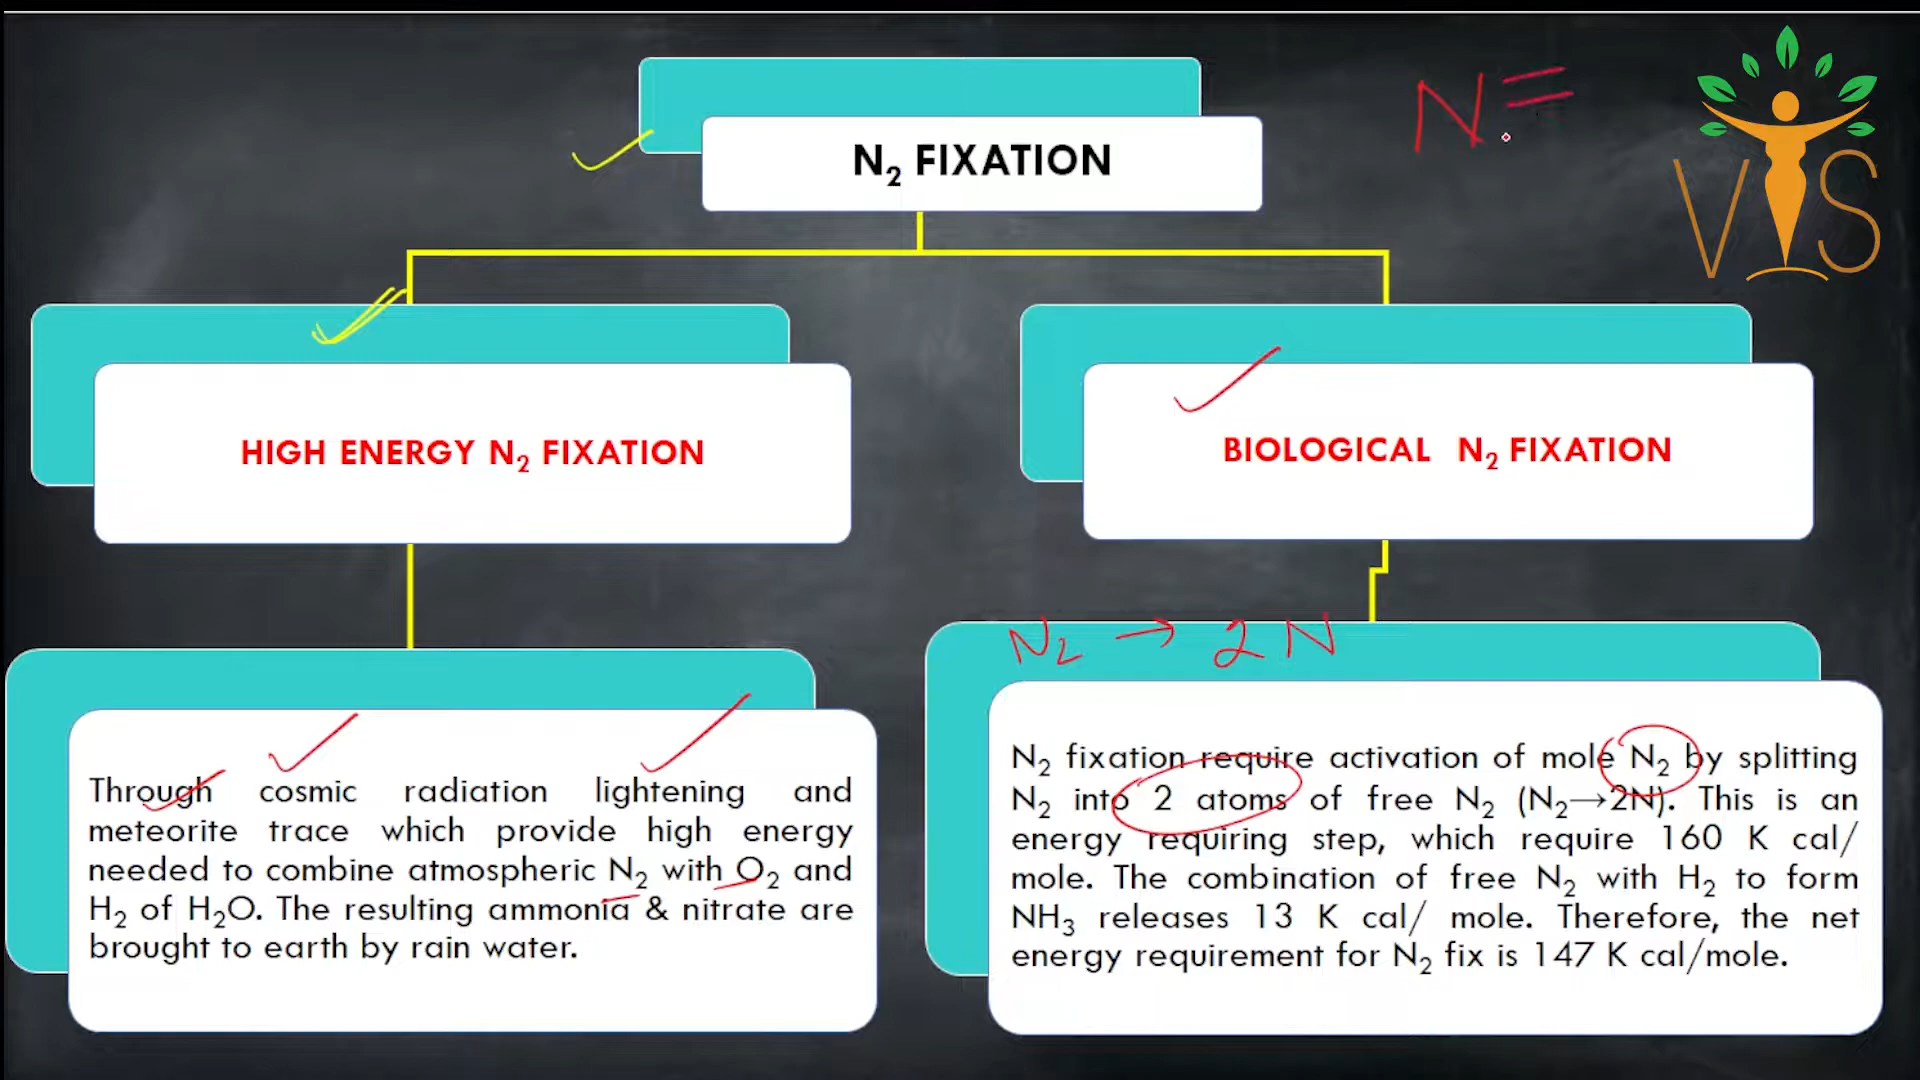 N₂ FIXATION
N=
VIS
HIGH ENERGY N₂ FIXATION
BIOLOGICAL N₂ FIXATION
N₂ → 2 N
Through cosmic radiation lightening and
meteorite trace which provide high energy
needed to combine atmospheric N₂ with O₂ and
H₂ of H₂O. The resulting ammonia & nitrate are
brought to earth by rain water.
N₂ fixation require activation of mole N₂ by splitting
N₂ into 2 atoms of free N₂ (N₂→2N). This is an
energy requiring step, which require 160 K cal/
mole. The combination of free N₂ with H₂ to form
NH₃ releases 13 K cal/ mole. Therefore, the net
energy requirement for N₂ fix is 147 K cal/mole.